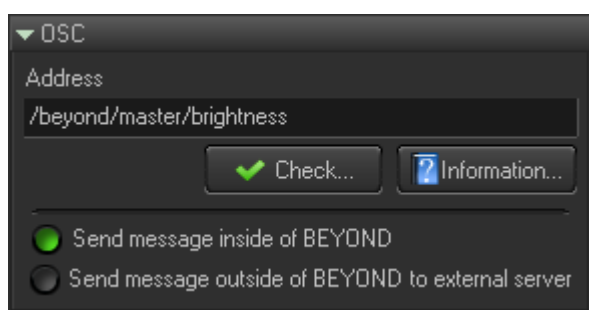 OSC
Address
/beyond/master/brightness
Check...
Information...
Send message inside of BEYOND
Send message outside of BEYOND to external server